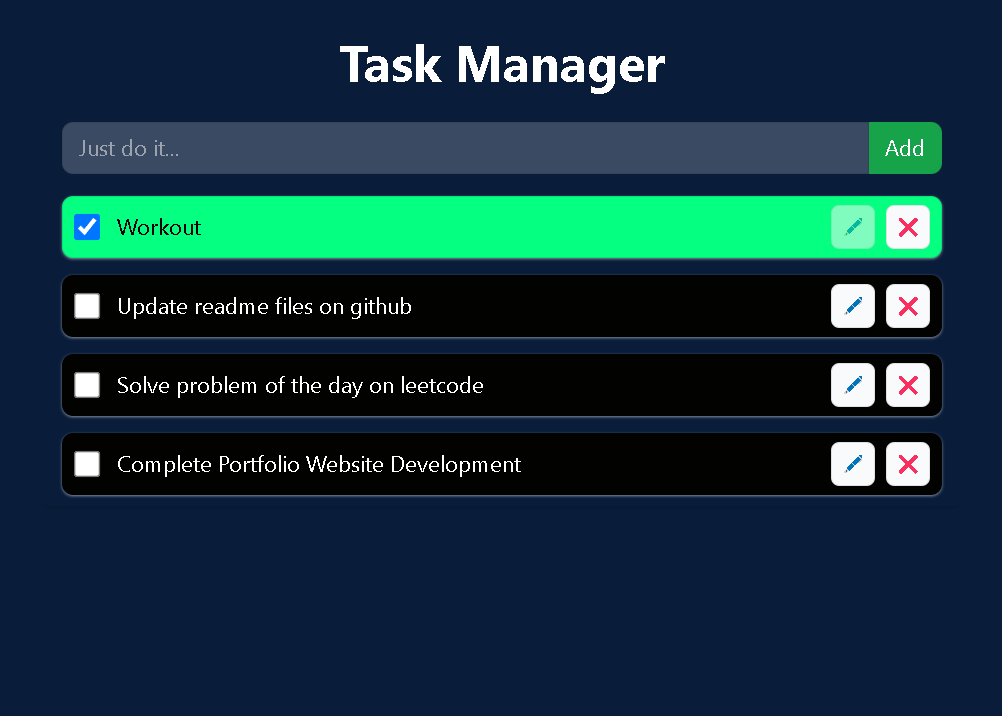 Task Manager
Just do it...
Add
Workout
Update readme files on github
Solve problem of the day on leetcode
Complete Portfolio Website Development